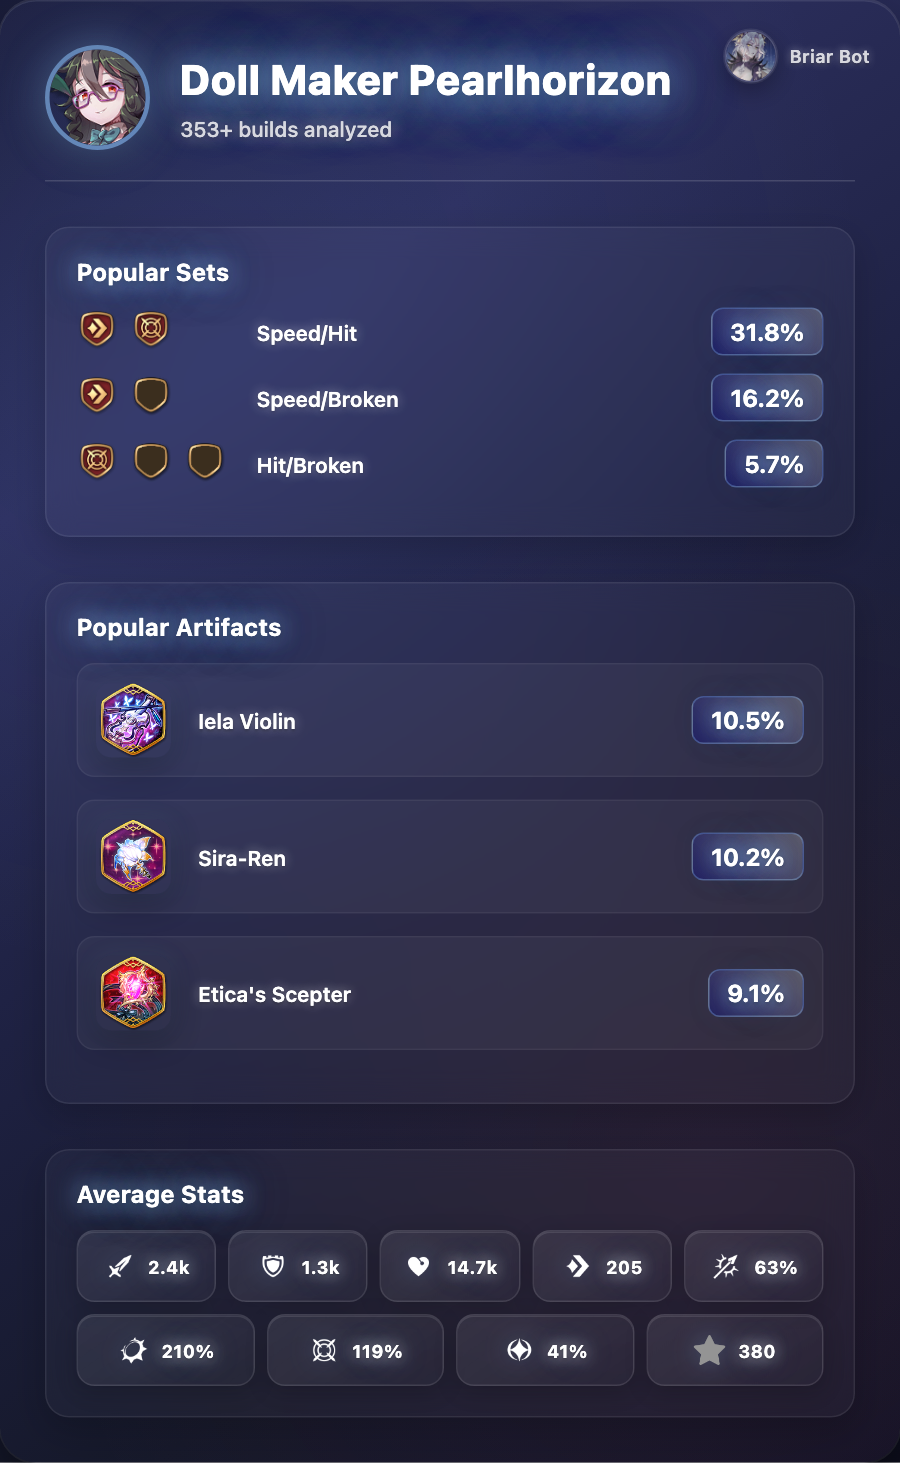 Doll Maker Pearlhorizon
353+ builds analyzed
Briar Bot
Popular Sets
Speed/Hit 31.8%
Speed/Broken 16.2%
Hit/Broken 5.7%
Popular Artifacts
Iela Violin 10.5%
Sira-Ren 10.2%
Etica's Scepter 9.1%
Average Stats
2.4k 1.3k 14.7k 205 63%
210% 119% 41% 380